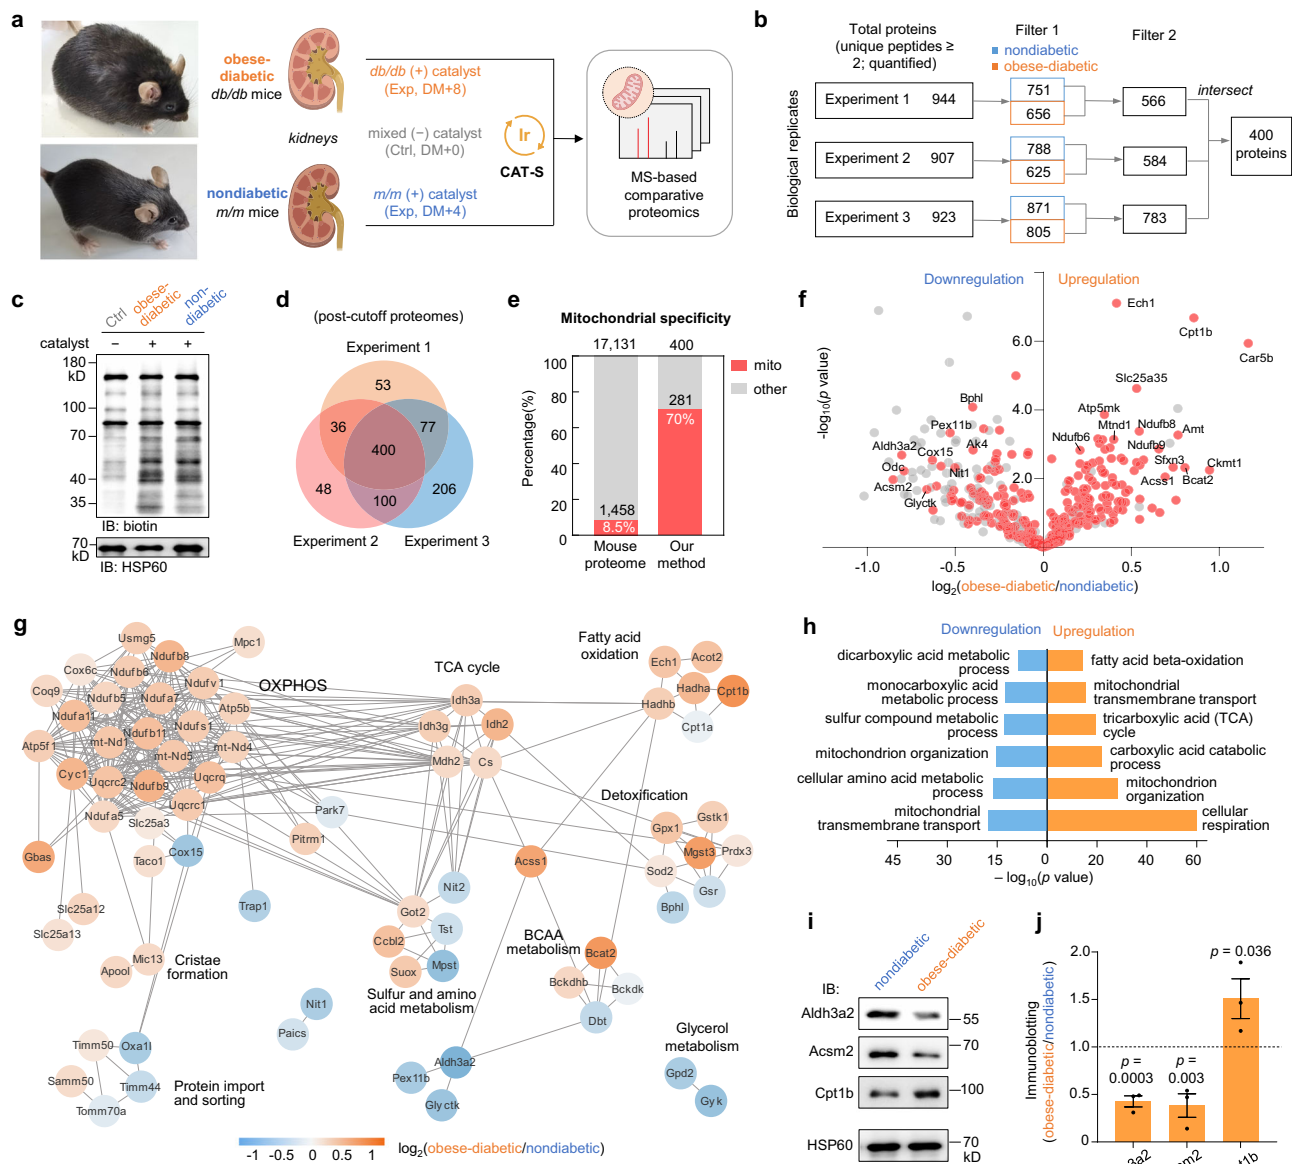 a
obese-
diabetic
db/db mice
db/db (+) catalyst
(Exp, DM+8)
kidneys
mixed (−) catalyst
(Ctrl, DM+0)
Ir
CAT-S
nondiabetic
m/m mice
m/m (+) catalyst
(Exp, DM+4)
MS-based
comparative
proteomics
b
Total proteins
(unique peptides ≥
2; quantified)
Filter 1
nondiabetic
obese-diabetic
Filter 2
Biological replicates
Experiment 1 944
751
656
566
intersect
Experiment 2 907
788
625
584
400
proteins
Experiment 3 923
871
805
783
c
Ctrl
obese-
diabetic
non-
diabetic
catalyst − + +
180
kD
100
70
40
35
IB: biotin
70
kD
IB: HSP60
d
(post-cutoff proteomes)
Experiment 1
53
36
77
400
48
100
206
Experiment 2
Experiment 3
e
Mitochondrial specificity
17,131
400
mito
other
Percentage(%)
100
80
60
40
20
0
281
70%
1,458
8.5%
Mouse
proteome
Our
method
f
Downregulation
Upregulation
-log10(p value)
6.0
4.0
2.0
Ech1
Cpt1b
Car5b
Slc25a35
Bphl
Atp5mk
Pex11b
Mtnd1
Ndufb8
Amt
Aldh3a2
Cox15
Ak4
Ndufb6
Ndufb9
Odc
Nit1
Sfxn3
Ckmt1
Acsm2
Acss1
Bcat2
Glyctk
-1.0
-0.5
0
0.5
1.0
log2(obese-diabetic/nondiabetic)
g
Usmg5
Ndufb8
Mpc1
Cox6c
Ndufb6
Ndufv1
OXPHOS
Coq9
Ndufb5
Ndufa7
Atp5b
Ndufa11
Ndufb11
Ndufs1
mt-Nd1
mt-Nd4
Atp5f1
mt-Nd5
Cyc1
Uqcrc2
Ndufb9
Uqcrq
Uqcrc1
Ndufa5
Slc25a3
Park7
Gbas
Taco1
Cox15
Pitrm1
Slc25a12
Trap1
Slc25a13
Mic13
Apool
Cristae
formation
TCA cycle
Idh3a
Idh3g
Idh2
Mdh2
Cs
Fatty acid
oxidation
Ech1
Acot2
Hadha
Cpt1b
Hadhb
Cpt1a
Detoxification
Gpx1
Gstk1
Mgst3
Prdx3
Sod2
Gsr
Bphl
Acss1
Nit2
Got2
Tst
Ccbl2
Suox
Mpst
Sulfur and amino
acid metabolism
BCAA
metabolism
Bcat2
Bckdhb
Bckdk
Dbt
Nit1
Paics
Timm50
Oxa1l
Samm50
Timm44
Tomm70a
Protein import
and sorting
Pex11b
Aldh3a2
Glyctk
Glycerol
metabolism
Gpd2
Gyk
-1
-0.5
0
0.5
1
log2(obese-diabetic/nondiabetic)
h
Downregulation
Upregulation
dicarboxylic acid metabolic
process
fatty acid beta-oxidation
monocarboxylic acid
metabolic process
mitochondrial
transmembrane transport
sulfur compound metabolic
process
tricarboxylic acid (TCA)
cycle
mitochondrion organization
carboxylic acid catabolic
process
cellular amino acid metabolic
process
mitochondrion
organization
mitochondrial
transmembrane transport
cellular
respiration
45
30
15
0
20
40
60
− log10(p value)
i
nondiabetic
obese-diabetic
IB:
Aldh3a2
55
Acsm2
70
Cpt1b
100
HSP60
70
kD
j
Immunoblotting
(obese-diabetic/nondiabetic)
2.0
1.5
1.0
0.5
0
p = 0.036
p =
0.0003
p =
0.003